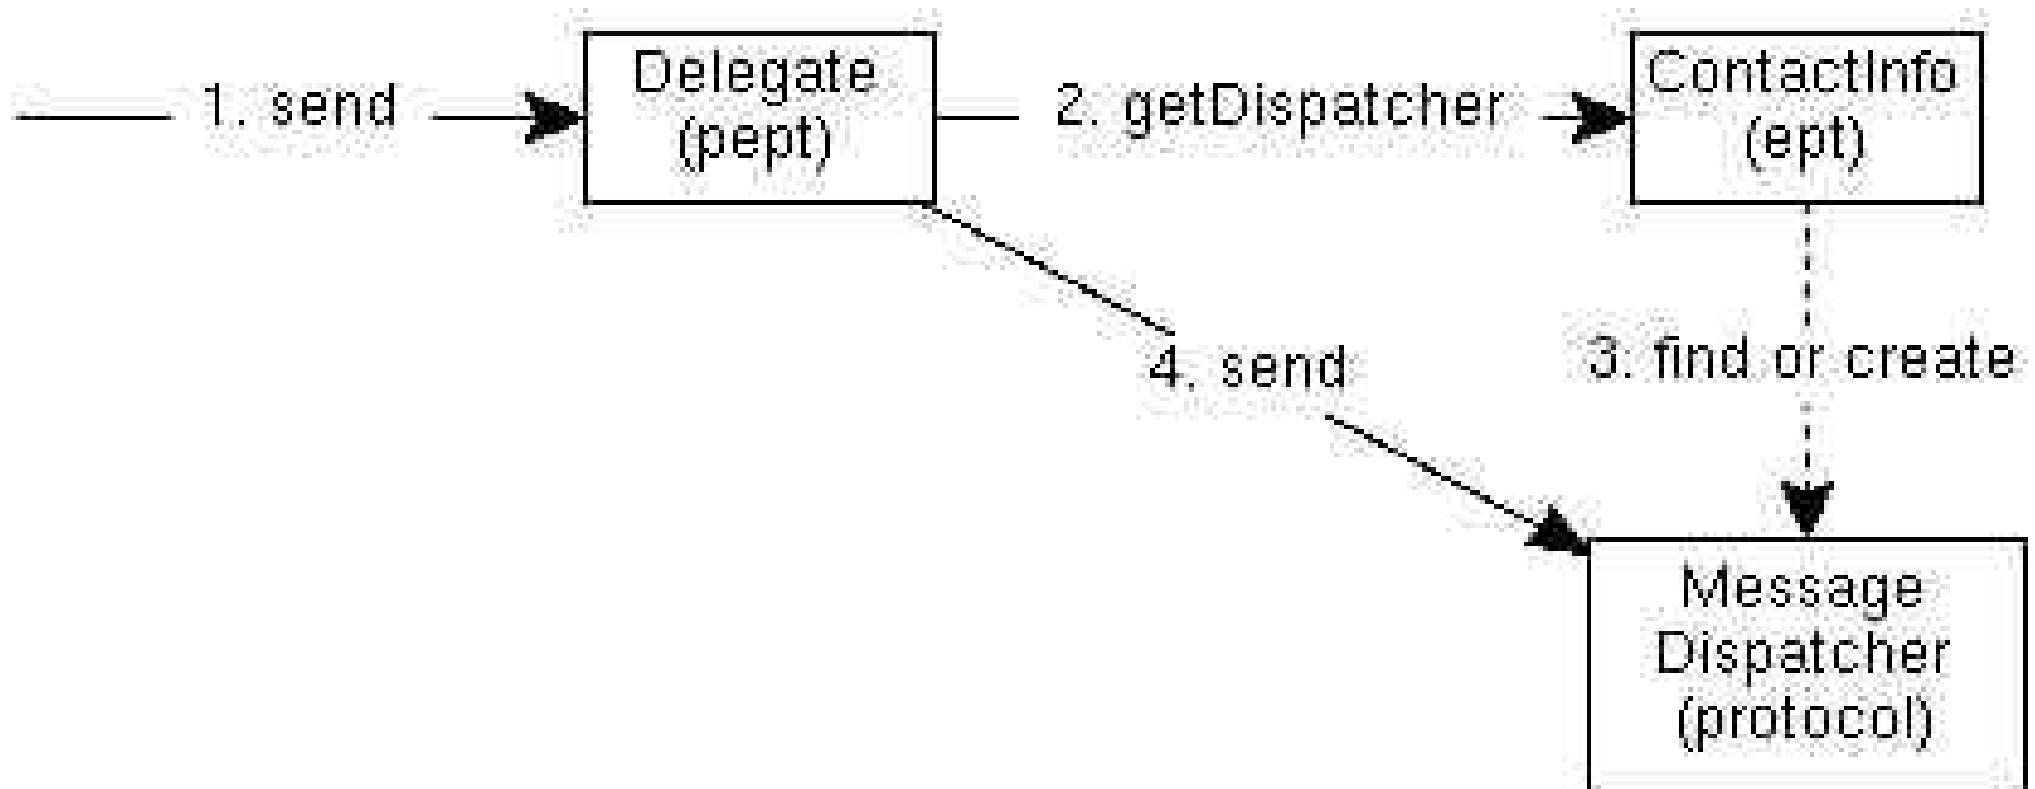 1. send
Delegate
(pept)
2. getDispatcher
ContactInfo
(ept)
3. find or create
4. send
Message
Dispatcher
(protocol)